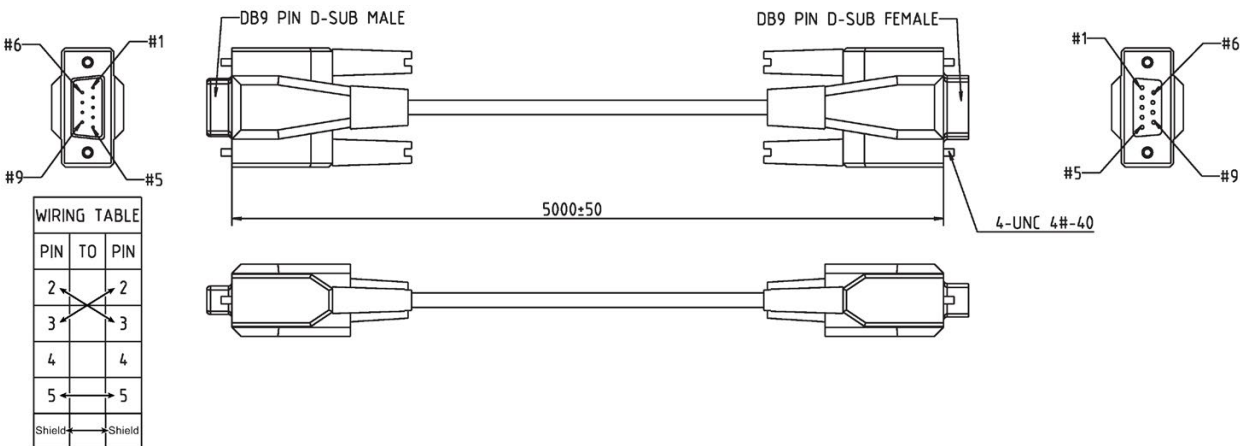 DB9 PIN D-SUB MALE
DB9 PIN D-SUB FEMALE
#6
#1
#9
#5
#1
#6
#5
#9
5000±50
4-UNC 4#-40
WIRING TABLE
PIN TO PIN
2 2
3 3
4 4
5 5
Shield Shield